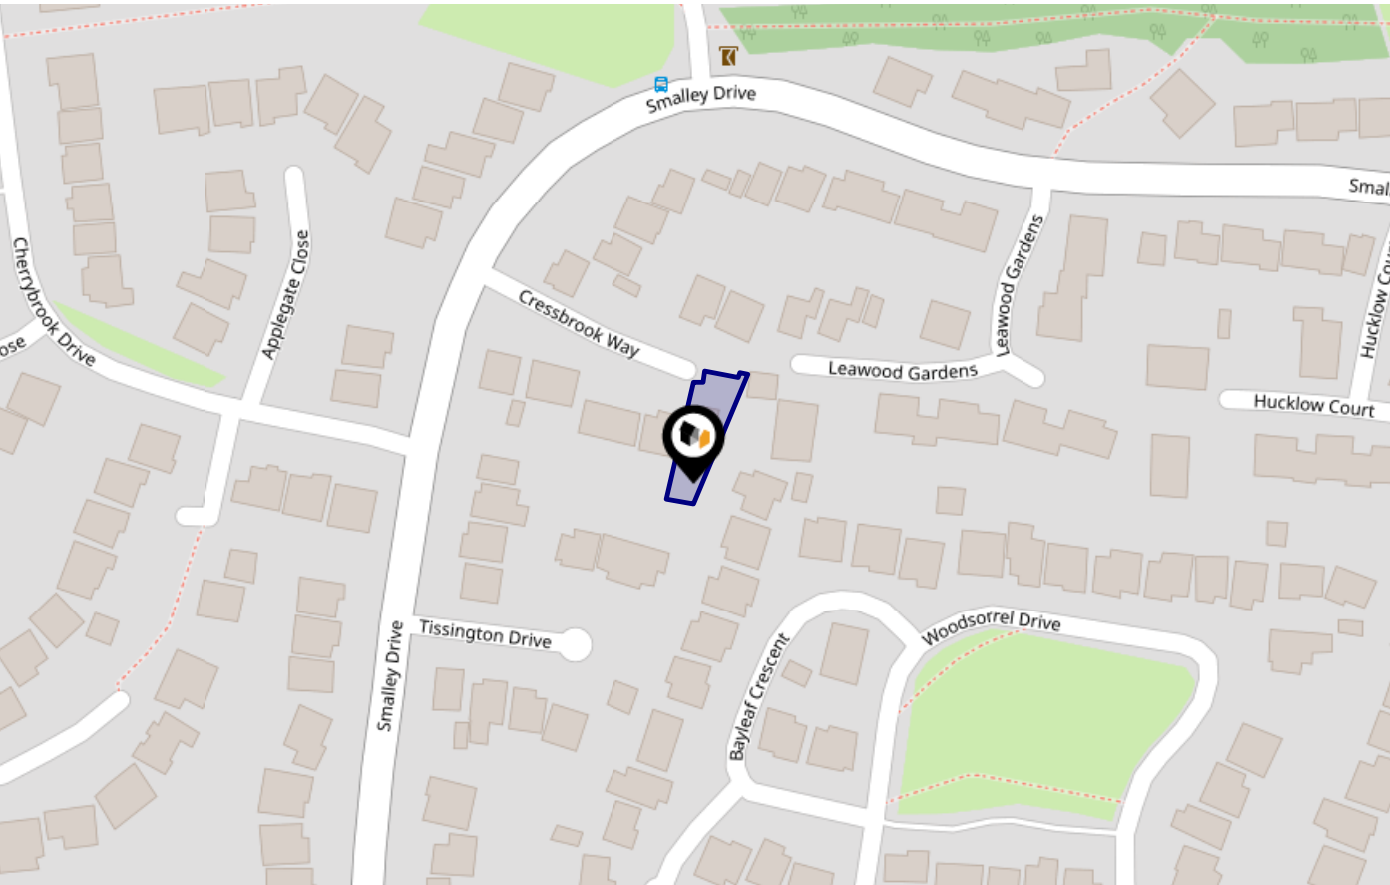 Smalley Drive
Smal
Cherrybrook Drive
Applegate Close
Leawood Gardens
Hucklow Cou
Cressbrook Way
ose
Leawood Gardens
Hucklow Court
Smalley Drive
Tissington Drive
Woodsorrel Drive
Bayleaf Crescent